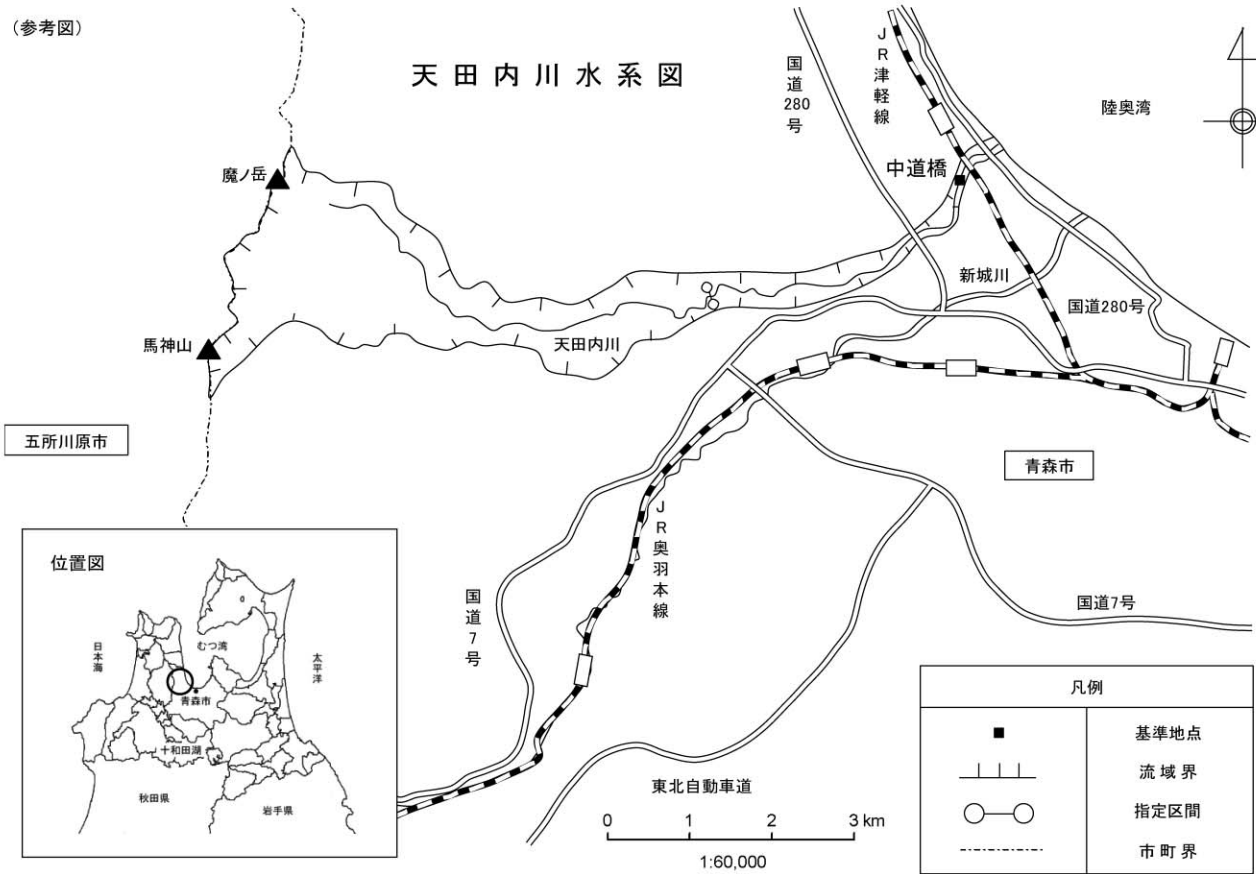 （参考図）
天田内川水系図
国道280号
JR津軽線
陸奥湾
魔ノ岳
中道橋
新城川
国道280号
馬神山
天田内川
五所川原市
青森市
JR奥羽本線
国道7号
国道7号
東北自動車道
位置図
日本海
むつ湾
太平洋
青森市
十和田湖
秋田県
岩手県
0 1 2 3 km
1:60,000
凡例
基準地点
流域界
指定区間
市町界